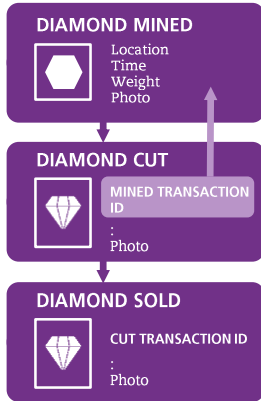 DIAMOND MINED
Location
Time
Weight
Photo
DIAMOND CUT
MINED TRANSACTION
ID
:
Photo
DIAMOND SOLD
CUT TRANSACTION ID
:
Photo